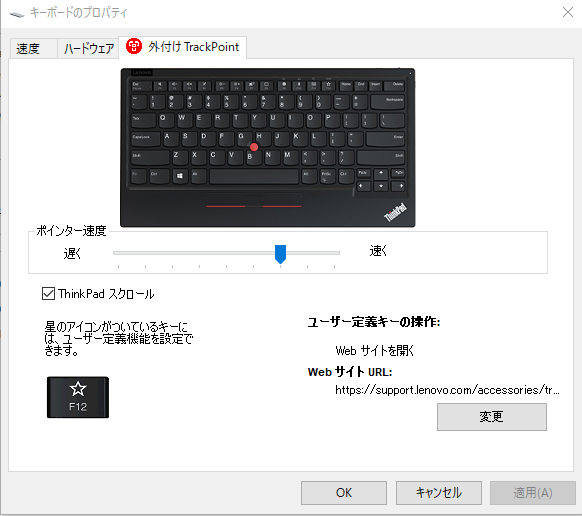 キーボードのプロパティ
速度 ハードウェア 外付け TrackPoint
ThinkPad
ポインター速度
遅く 速く
ThinkPad スクロール
星のアイコンがついているキーに
は、ユーザー定義機能を設定で
きます。
F12
ユーザー定義キーの操作:
Web サイトを開く
Web サイト URL:
https://support.lenovo.com/accessories/tr...
変更
OK キャンセル 適用(A)